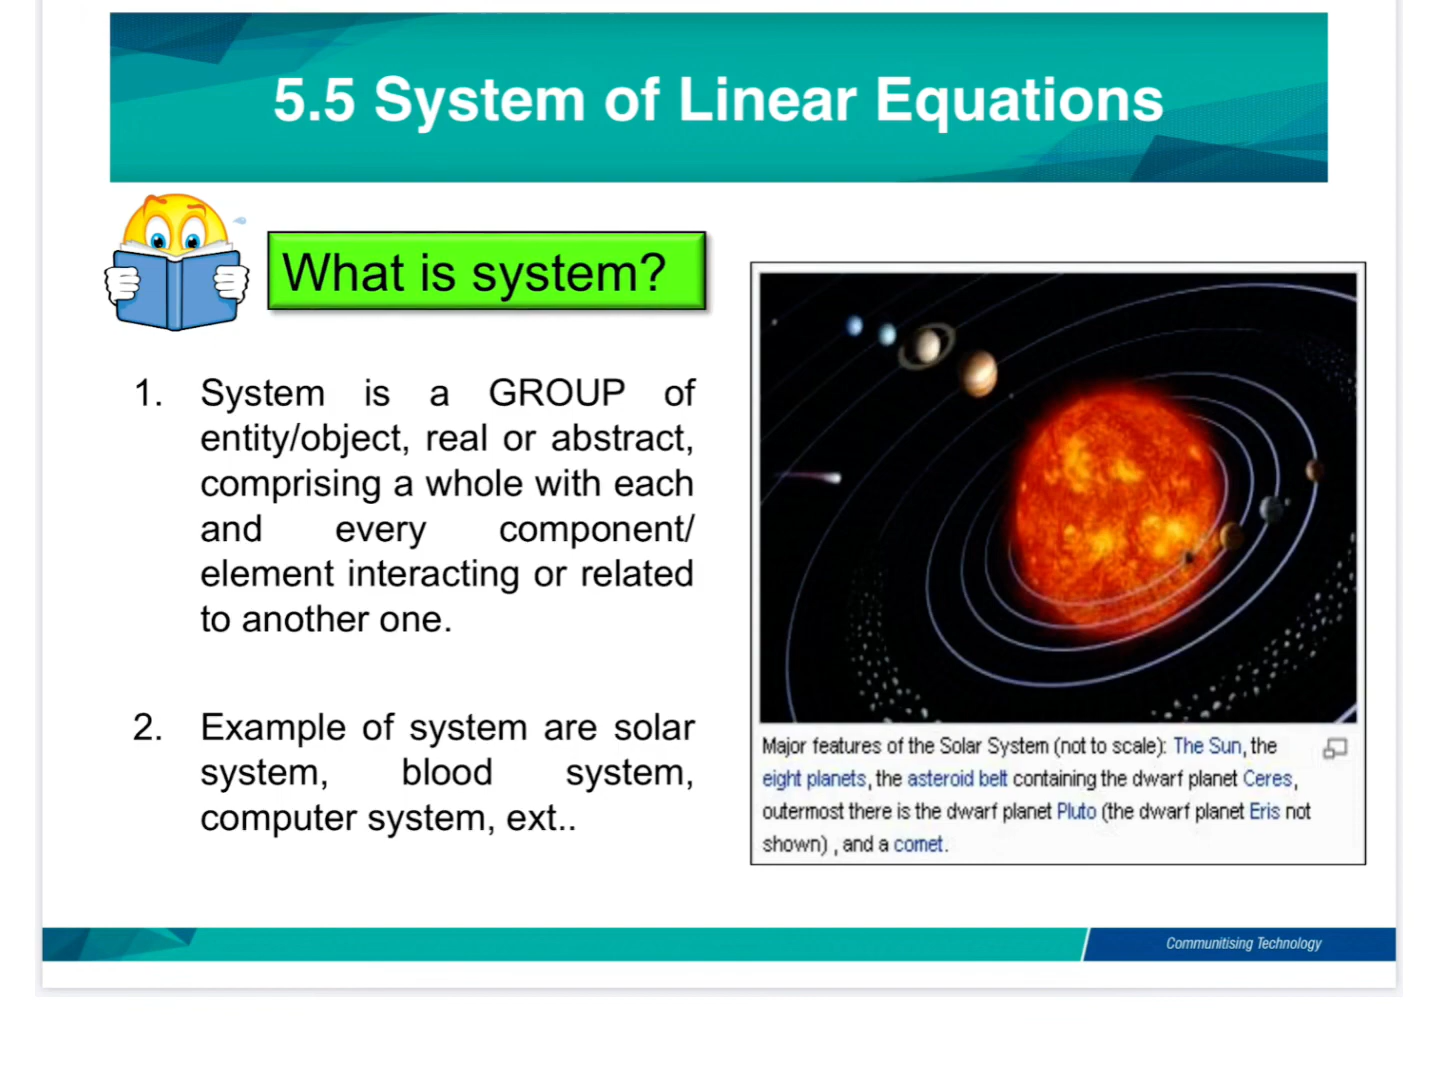 5.5 System of Linear Equations
What is system?
1. System is a GROUP of
entity/object, real or abstract,
comprising a whole with each
and every component/
element interacting or related
to another one.
2. Example of system are solar
system, blood system,
computer system, ext..
Major features of the Solar System (not to scale): The Sun, the
eight planets, the asteroid belt containing the dwarf planet Ceres,
outermost there is the dwarf planet Pluto (the dwarf planet Eris not
shown) , and a comet.
Communitising Technology